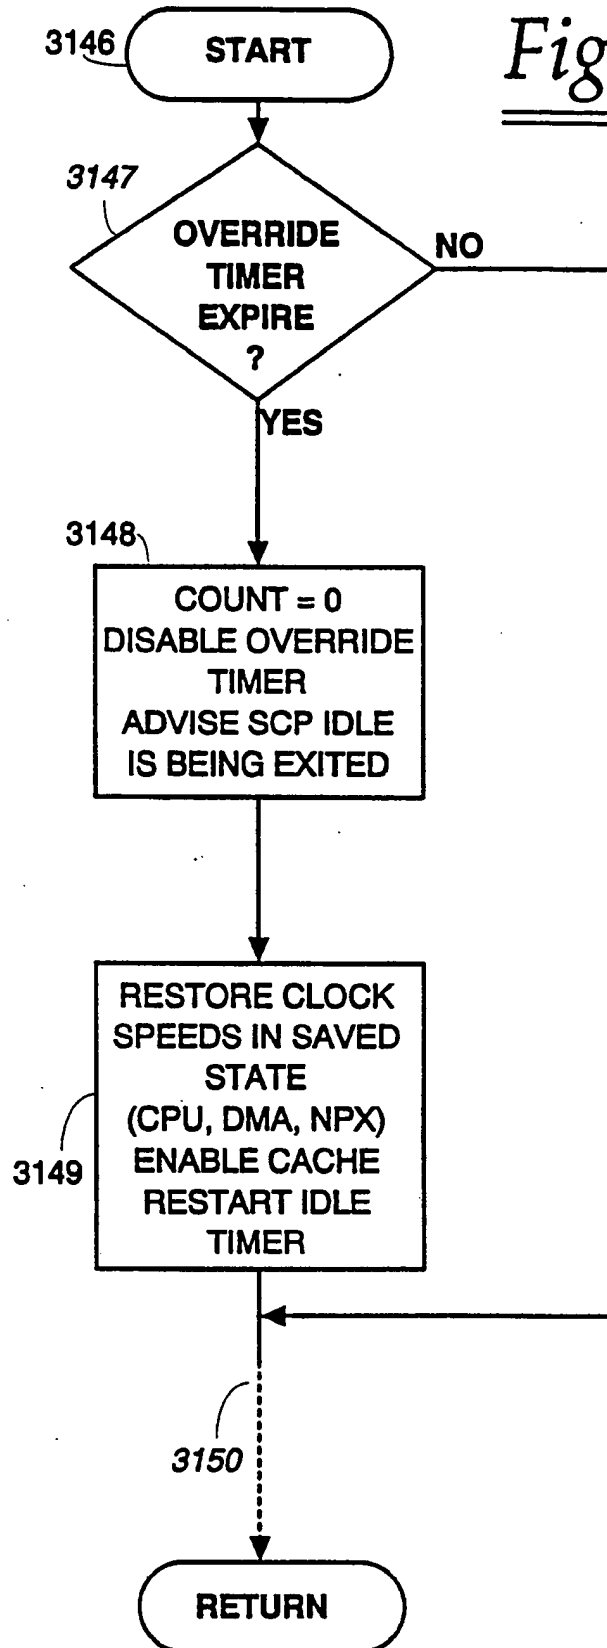 3146
START
Fig
3147
OVERRIDE
TIMER
EXPIRE
?
NO
YES
3148
COUNT = 0
DISABLE OVERRIDE
TIMER
ADVISE SCP IDLE
IS BEING EXITED
RESTORE CLOCK
SPEEDS IN SAVED
STATE
(CPU, DMA, NPX)
ENABLE CACHE
RESTART IDLE
TIMER
3149
3150
RETURN